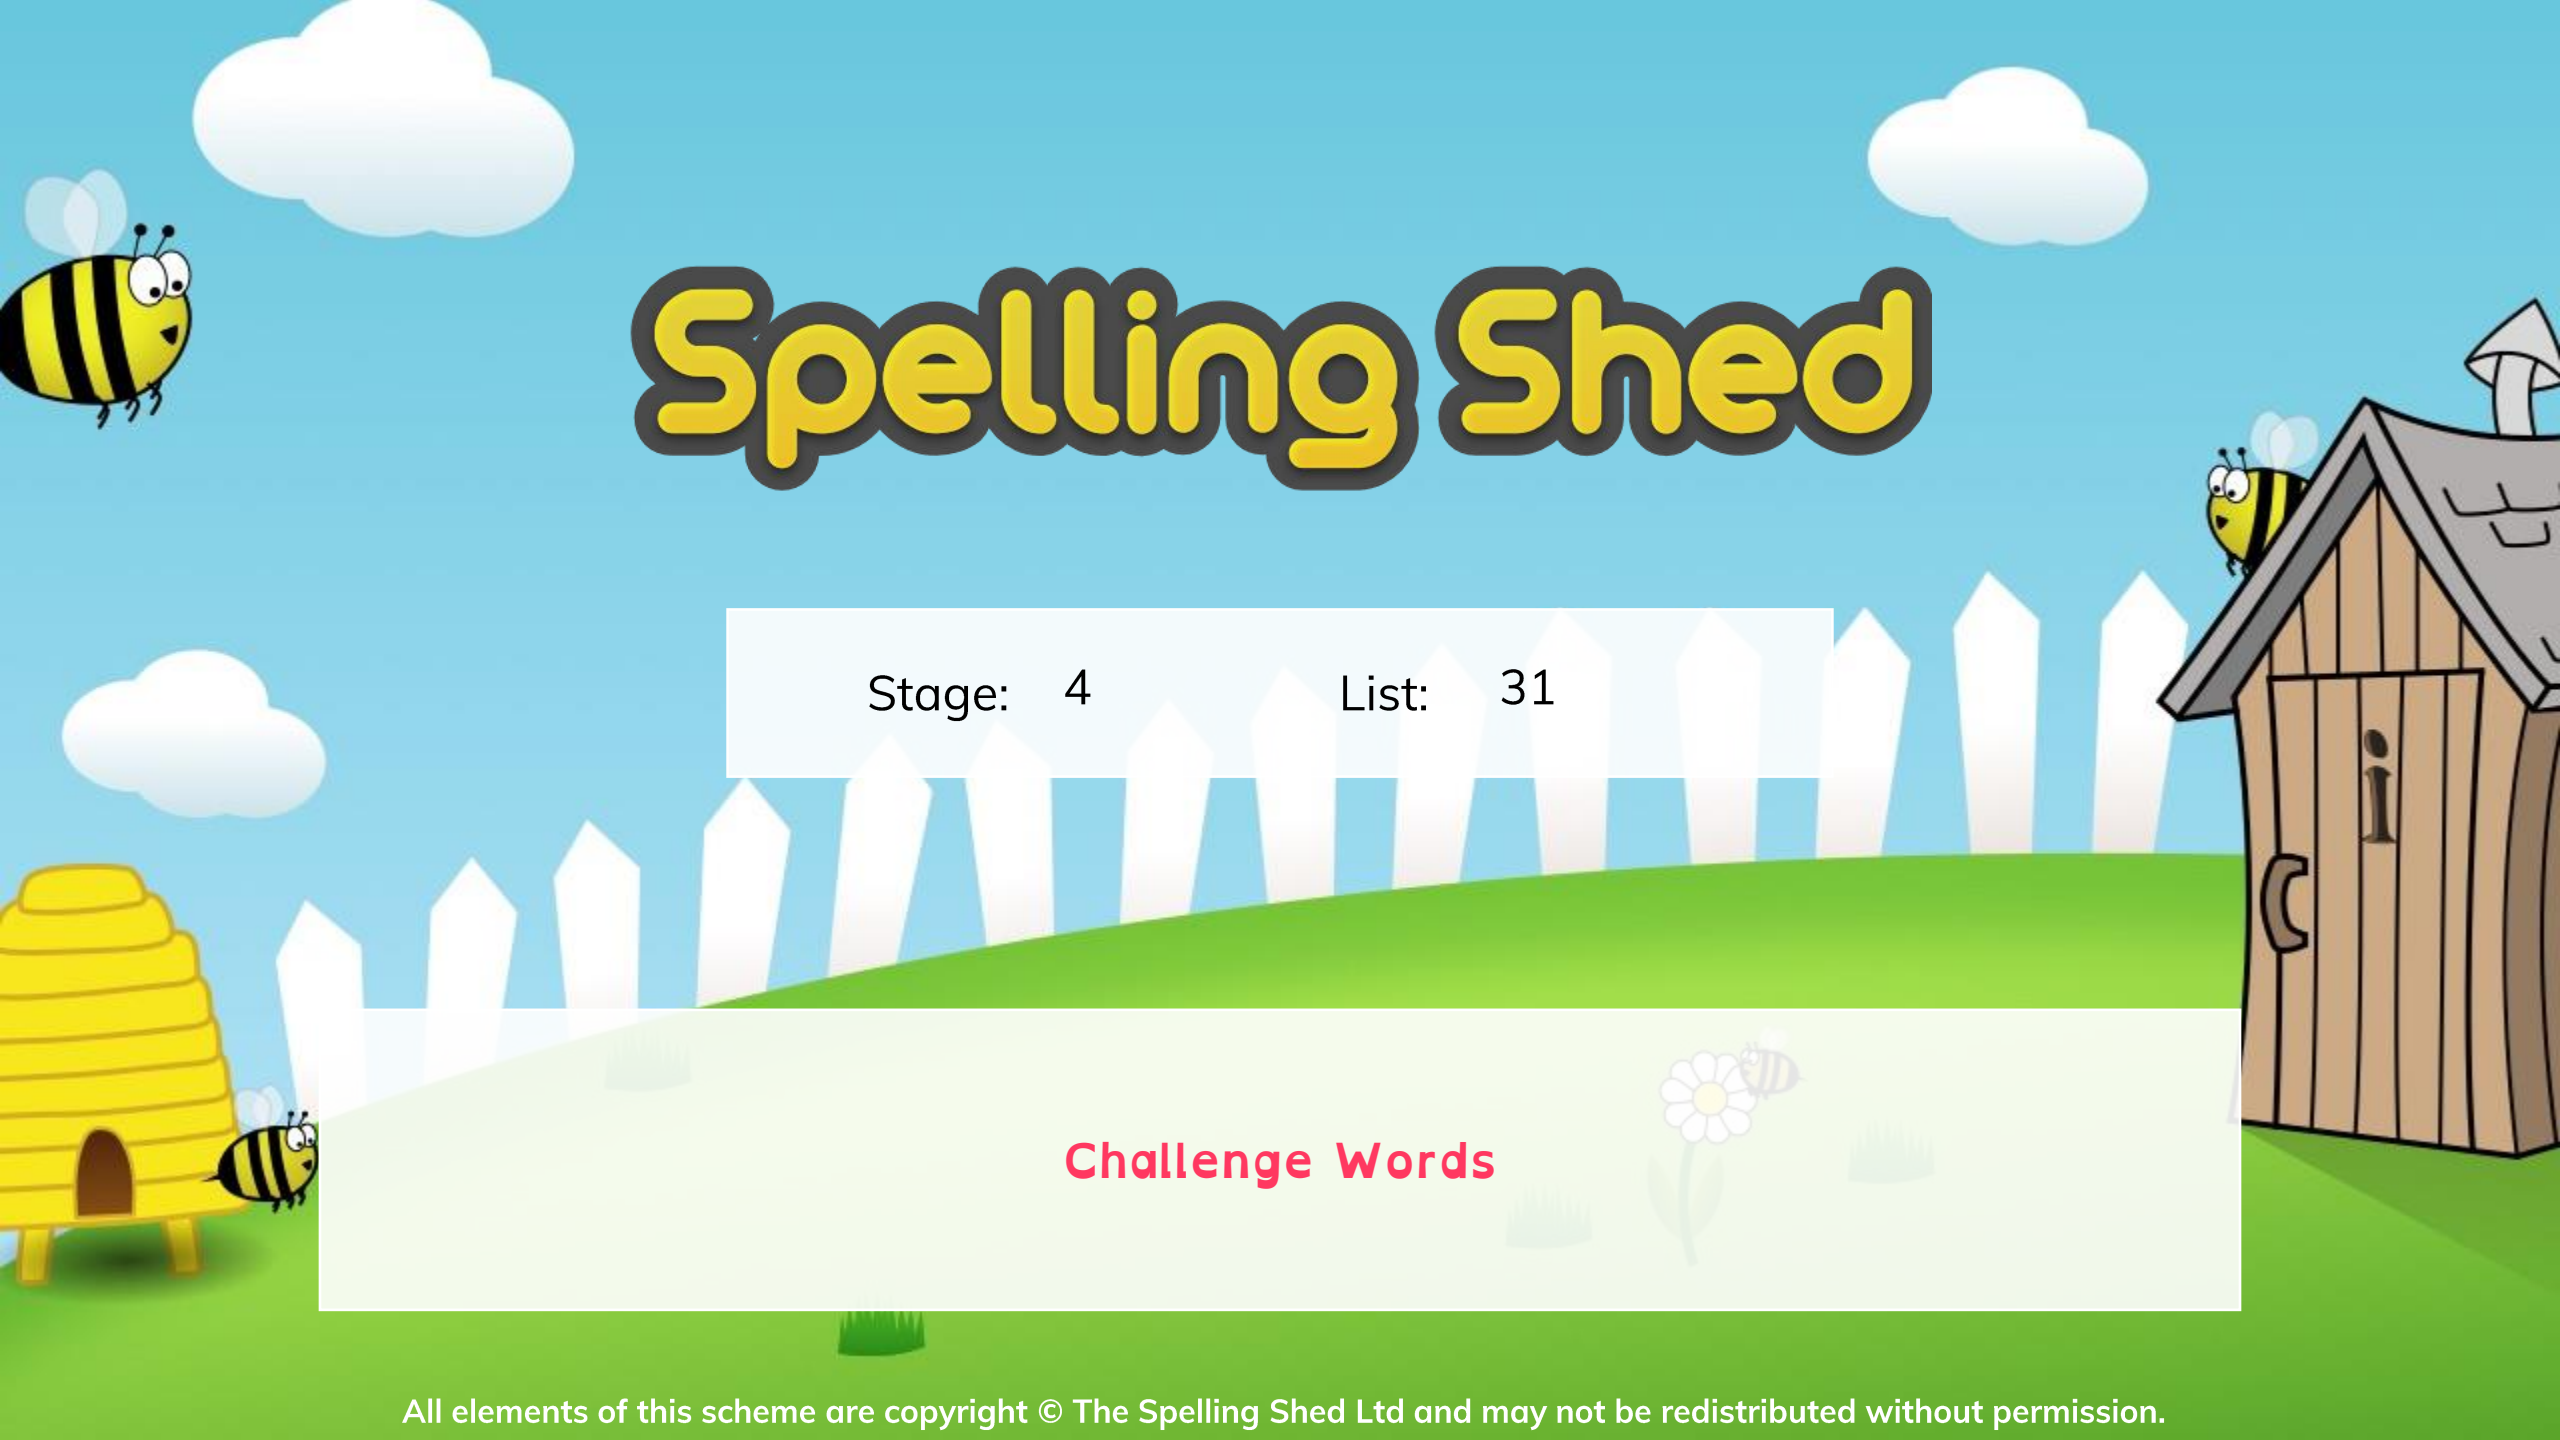 Spelling Shed
Stage: 4 List: 31
i
Challenge Words
All elements of this scheme are copyright © The Spelling Shed Ltd and may not be redistributed without permission.